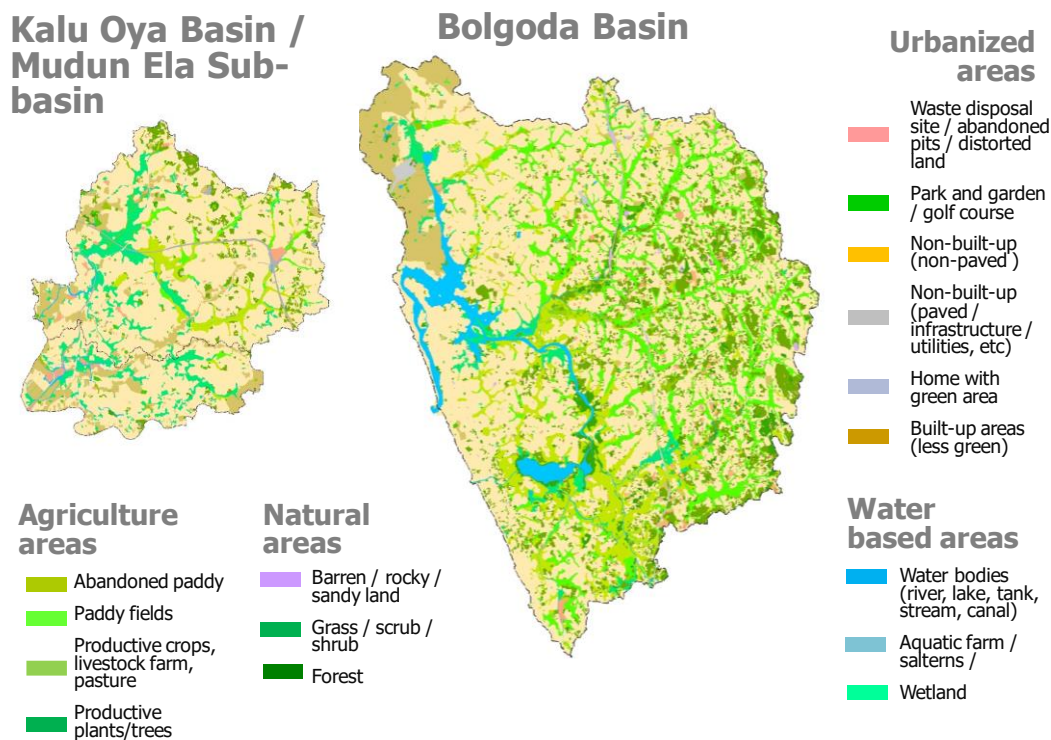 Kalu Oya Basin /
Mudun Ela Sub-
basin
Bolgoda Basin
Urbanized
areas
Waste disposal
site / abandoned
pits / distorted
land
Park and garden
/ golf course
Non-built-up
(non-paved )
Non-built-up
(paved /
infrastructure /
utilities, etc)
Home with
green area
Built-up areas
(less green)
Agriculture
areas
Abandoned paddy
Paddy fields
Productive crops,
livestock farm,
pasture
Productive
plants/trees
Natural
areas
Barren / rocky /
sandy land
Grass / scrub /
shrub
Forest
Water
based areas
Water bodies
(river, lake, tank,
stream, canal)
Aquatic farm /
salterns /
Wetland